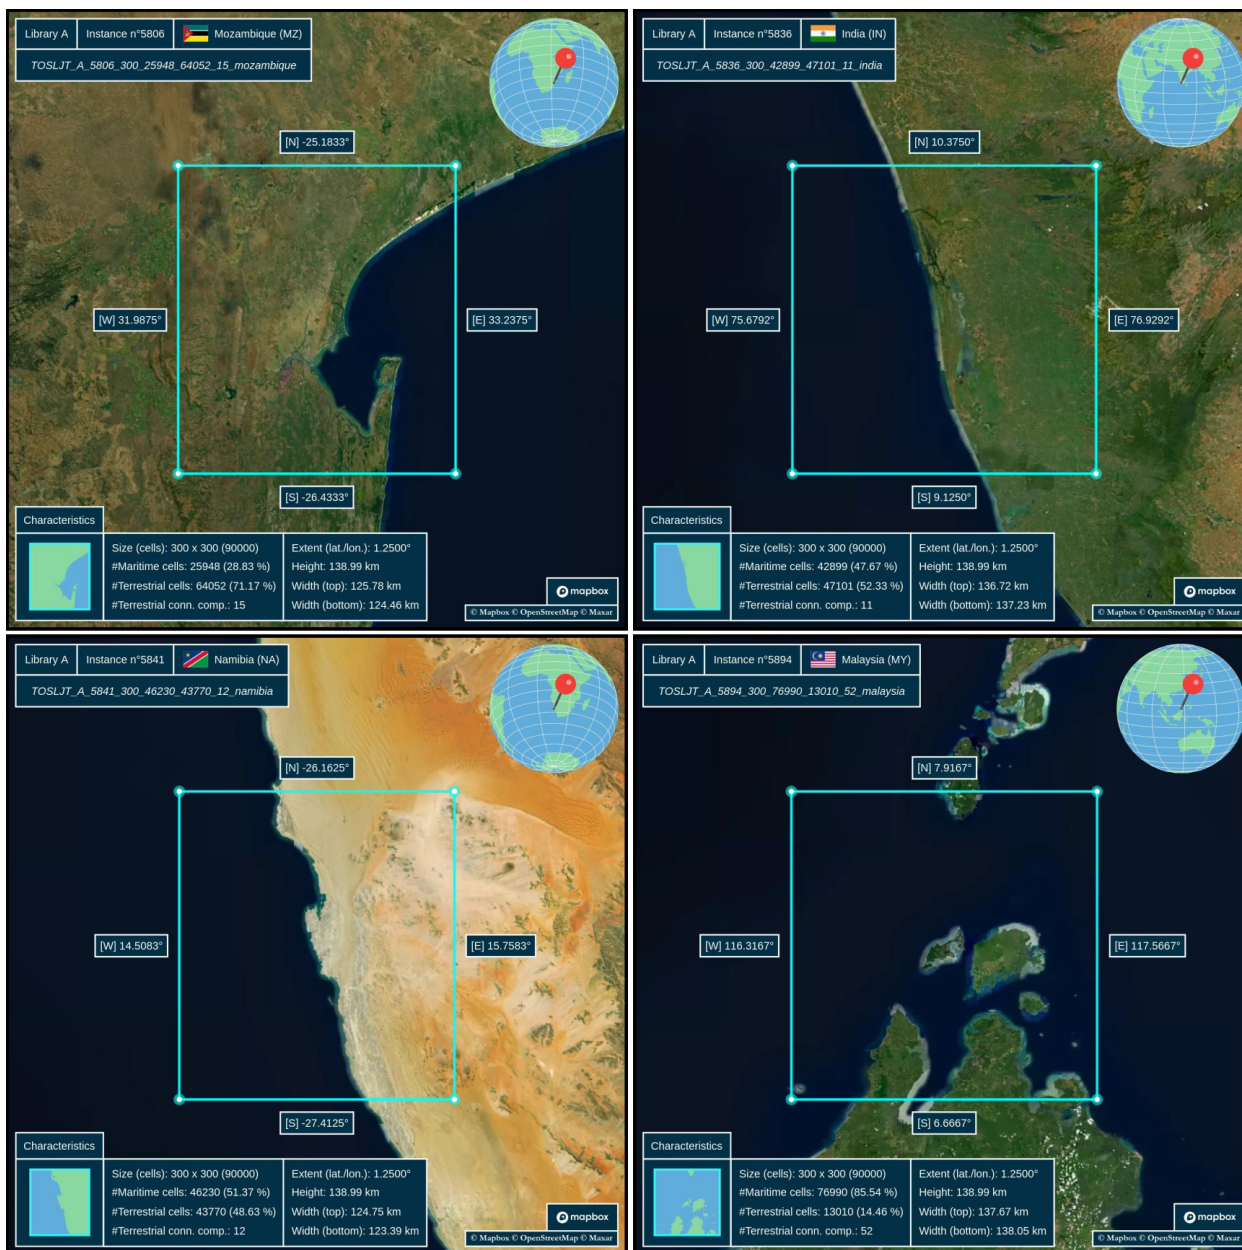 Library A Instance n°5806 Mozambique (MZ)
TOSLJT_A_5806_300_25948_64052_15_mozambique
[N] -25.1833°
[W] 31.9875°
[E] 33.2375°
[S] -26.4333°
Characteristics
Size (cells): 300 x 300 (90000)
#Maritime cells: 25948 (28.83 %)
#Terrestrial cells: 64052 (71.17 %)
#Terrestrial conn. comp.: 15
Extent (lat./lon.): 1.2500°
Height: 138.99 km
Width (top): 125.78 km
Width (bottom): 124.46 km
mapbox
© Mapbox © OpenStreetMap © Maxar
Library A Instance n°5836 India (IN)
TOSLJT_A_5836_300_42899_47101_11_india
[N] 10.3750°
[W] 75.6792°
[E] 76.9292°
[S] 9.1250°
Characteristics
Size (cells): 300 x 300 (90000)
#Maritime cells: 42899 (47.67 %)
#Terrestrial cells: 47101 (52.33 %)
#Terrestrial conn. comp.: 11
Extent (lat./lon.): 1.2500°
Height: 138.99 km
Width (top): 136.72 km
Width (bottom): 137.23 km
mapbox
© Mapbox © OpenStreetMap © Maxar
Library A Instance n°5841 Namibia (NA)
TOSLJT_A_5841_300_46230_43770_12_namibia
[N] -26.1625°
[W] 14.5083°
[E] 15.7583°
[S] -27.4125°
Characteristics
Size (cells): 300 x 300 (90000)
#Maritime cells: 46230 (51.37 %)
#Terrestrial cells: 43770 (48.63 %)
#Terrestrial conn. comp.: 12
Extent (lat./lon.): 1.2500°
Height: 138.99 km
Width (top): 124.75 km
Width (bottom): 123.39 km
mapbox
© Mapbox © OpenStreetMap © Maxar
Library A Instance n°5894 Malaysia (MY)
TOSLJT_A_5894_300_76990_13010_52_malaysia
[N] 7.9167°
[W] 116.3167°
[E] 117.5667°
[S] 6.6667°
Characteristics
Size (cells): 300 x 300 (90000)
#Maritime cells: 76990 (85.54 %)
#Terrestrial cells: 13010 (14.46 %)
#Terrestrial conn. comp.: 52
Extent (lat./lon.): 1.2500°
Height: 138.99 km
Width (top): 137.67 km
Width (bottom): 138.05 km
mapbox
© Mapbox © OpenStreetMap © Maxar